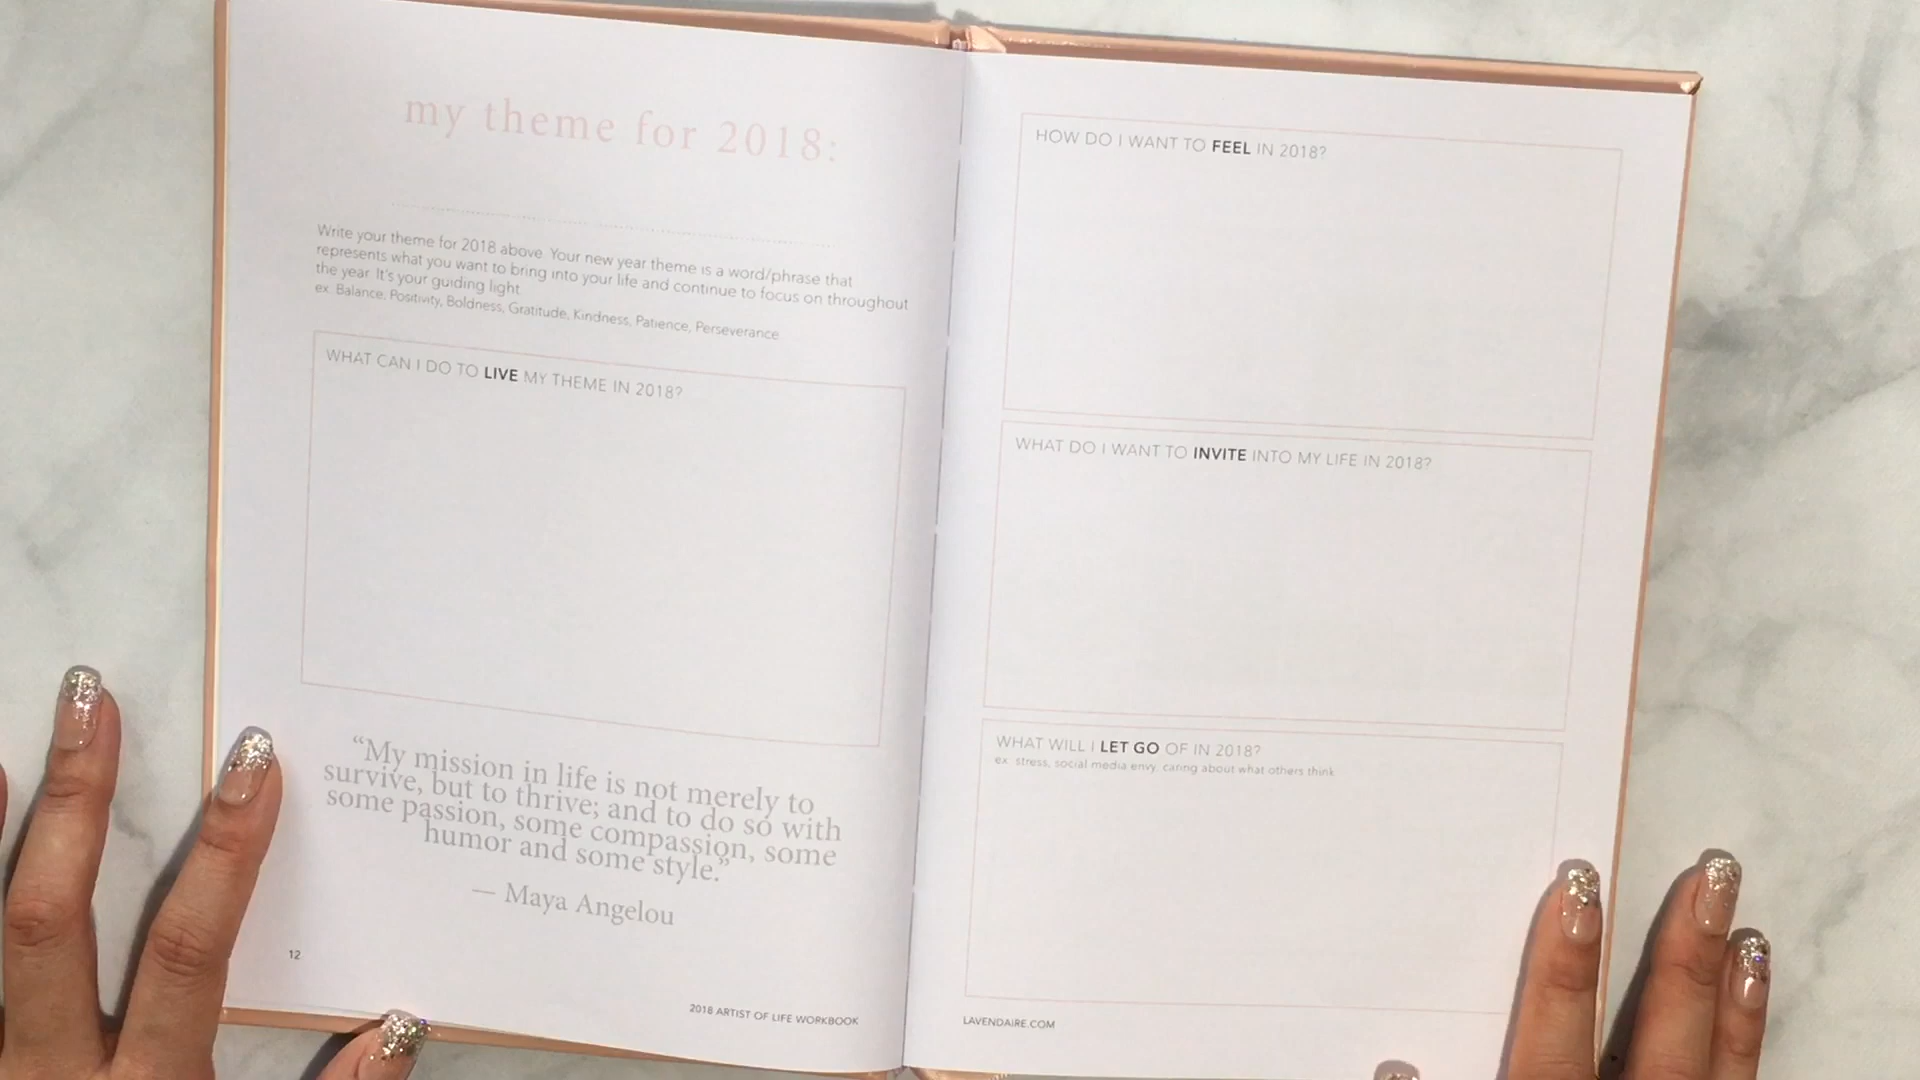 my theme for 2018:
Write your theme for 2018 above. Your new year theme is a word/phrase that
represents what you want to bring into your life and continue to focus on throughout
the year. It's your guiding light.
ex: Balance, Positivity, Boldness, Gratitude, Kindness, Patience, Perseverance
WHAT CAN I DO TO LIVE MY THEME IN 2018?
“My mission in life is not merely to
survive, but to thrive; and to do so with
some passion, some compassion, some
humor and some style.”
— Maya Angelou
12
2018 ARTIST OF LIFE WORKBOOK
HOW DO I WANT TO FEEL IN 2018?
WHAT DO I WANT TO INVITE INTO MY LIFE IN 2018?
WHAT WILL I LET GO OF IN 2018?
ex: stress, social media envy, caring about what others think
LAVENDAIRE.COM